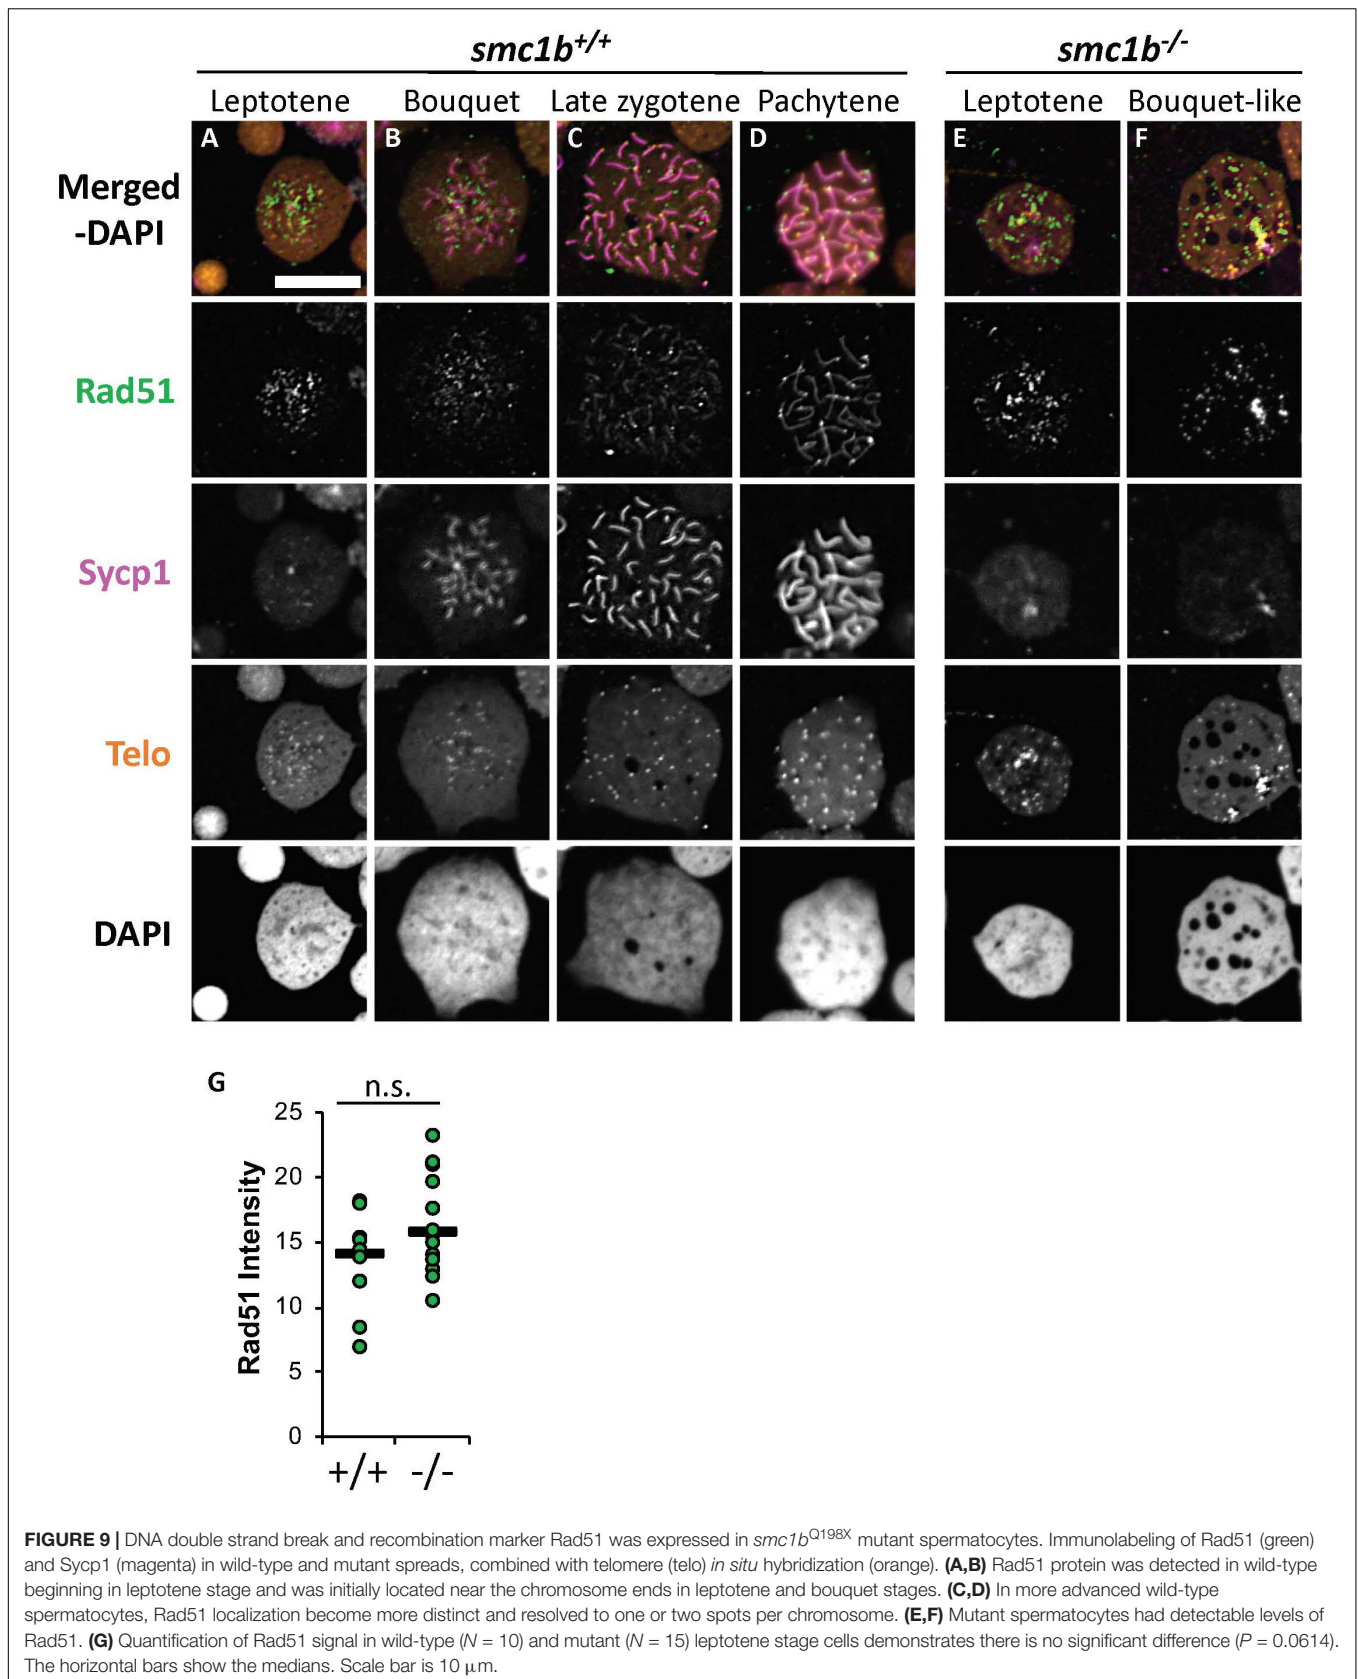 smc1b+/+
smc1b-/-
Leptotene Bouquet Late zygotene Pachytene Leptotene Bouquet-like
A B C D E F
Merged
-DAPI
Rad51
Sycp1
Telo
DAPI
G
n.s.
25
20
15
10
5
0
Rad51 Intensity
+/+ -/-
FIGURE 9 | DNA double strand break and recombination marker Rad51 was expressed in smc1bQ198X mutant spermatocytes. Immunolabeling of Rad51 (green)
and Sycp1 (magenta) in wild-type and mutant spreads, combined with telomere (telo) in situ hybridization (orange). (A,B) Rad51 protein was detected in wild-type
beginning in leptotene stage and was initially located near the chromosome ends in leptotene and bouquet stages. (C,D) In more advanced wild-type
spermatocytes, Rad51 localization become more distinct and resolved to one or two spots per chromosome. (E,F) Mutant spermatocytes had detectable levels of
Rad51. (G) Quantification of Rad51 signal in wild-type (N = 10) and mutant (N = 15) leptotene stage cells demonstrates there is no significant difference (P = 0.0614).
The horizontal bars show the medians. Scale bar is 10 μm.